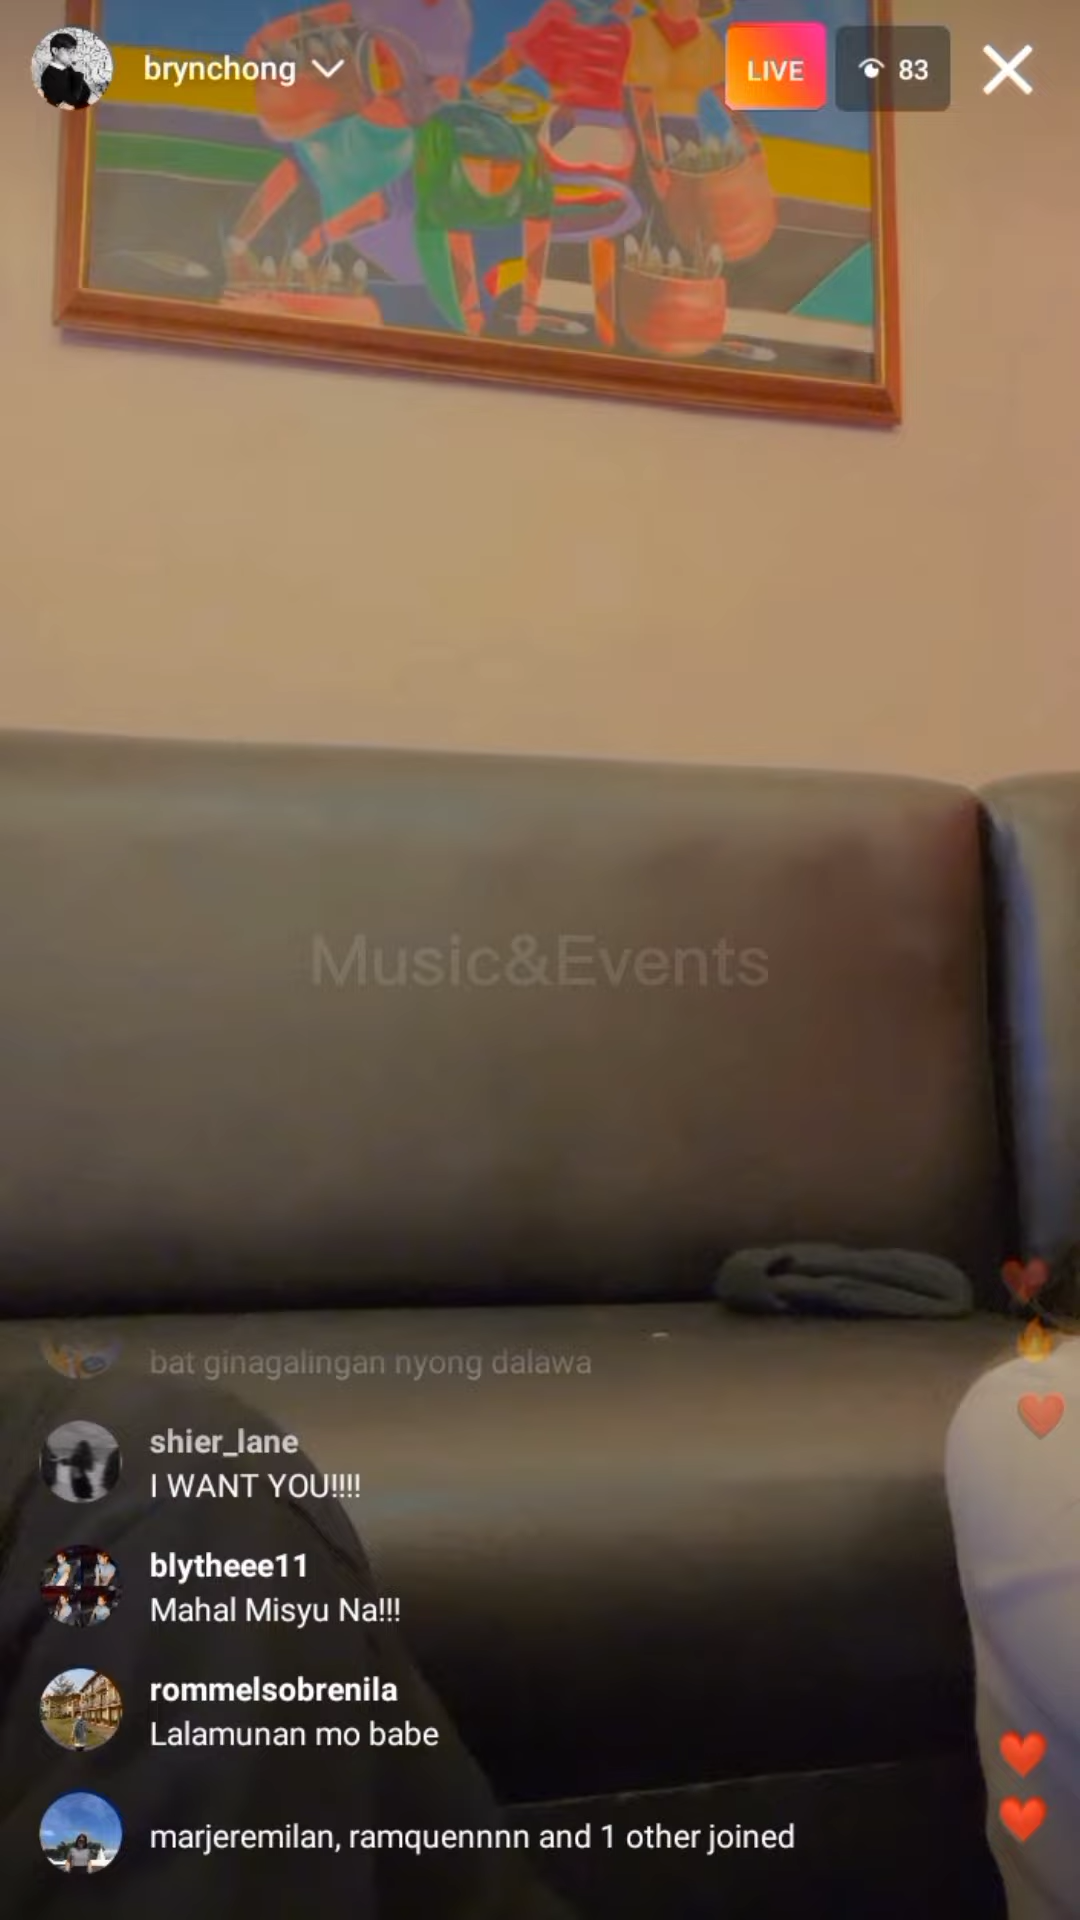 brynchong
LIVE
83
Music&Events
bat ginagalingan nyong dalawa
shier_lane
I WANT YOU!!!!
blytheee11
Mahal Misyu Na!!!
rommelsobrenila
Lalamunan mo babe
marjeremilan, ramquennnn and 1 other joined